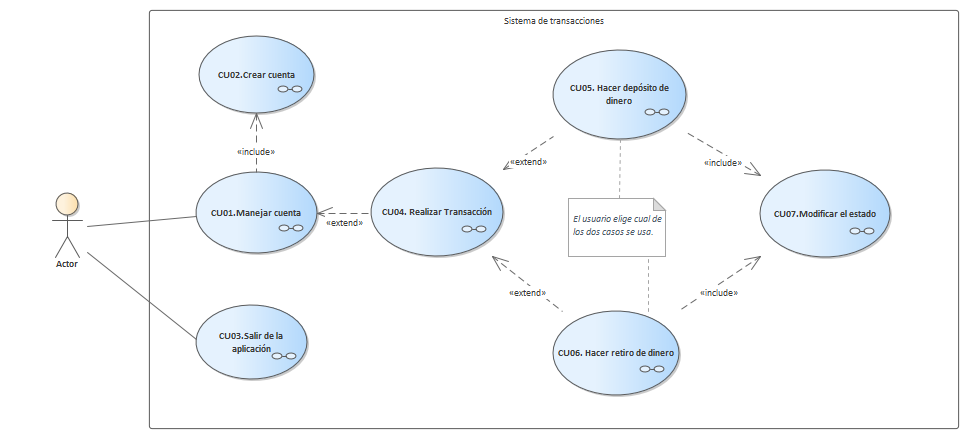 Sistema de transacciones
CU02.Crear cuenta
CU05. Hacer depósito de
dinero
«include»
«extend»
«include»
CU01.Manejar cuenta
CU04. Realizar Transacción
«extend»
El usuario elige cual de
los dos casos se usa.
CU07.Modificar el estado
Actor
«extend»
«include»
CU03.Salir de la
aplicación
CU06. Hacer retiro de dinero